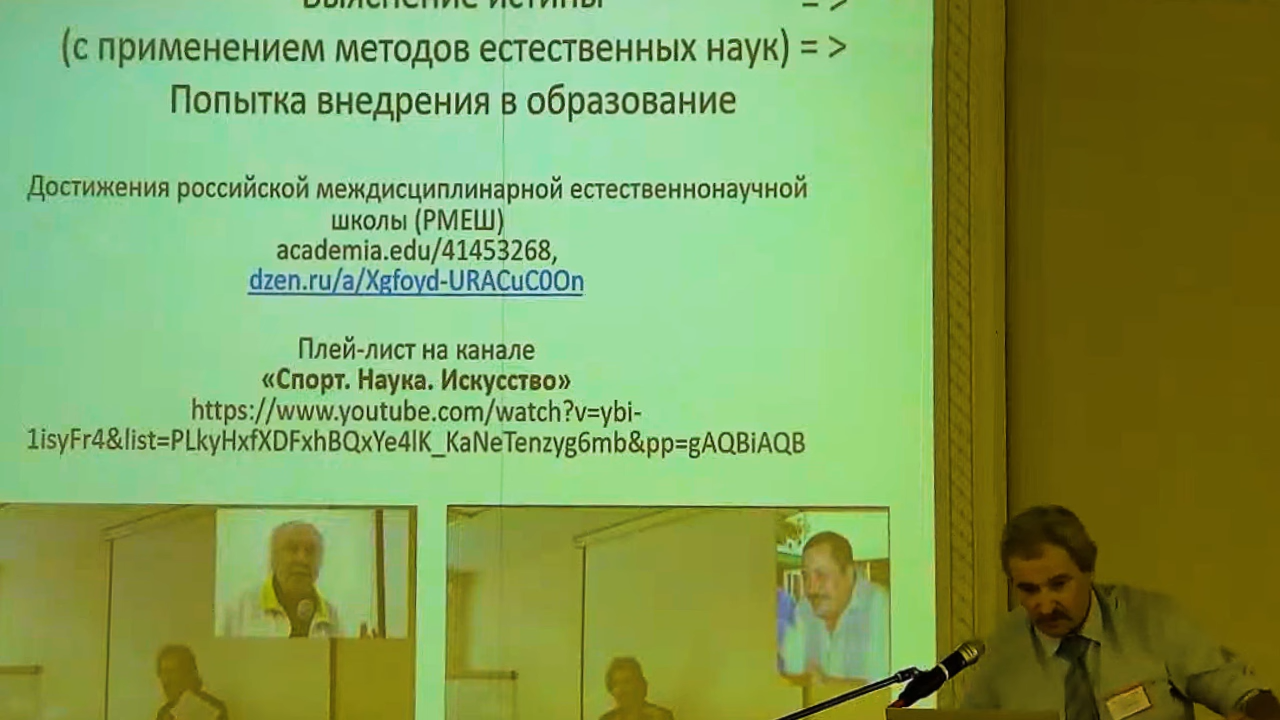 Выяснение истины = >
(с применением методов естественных наук) = >
Попытка внедрения в образование
Достижения российской междисциплинарной естественнонаучной
школы (РМЕШ)
academia.edu/41453268,
dzen.ru/a/Xgfoyd-URACuC0On
Плей-лист на канале
«Спорт. Наука. Искусство»
https://www.youtube.com/watch?v=ybi-
1isyFr4&list=PLkyHxfXDFxhBQxYe4lK_KaNeTenzyg6mb&pp=gAQBiAQB